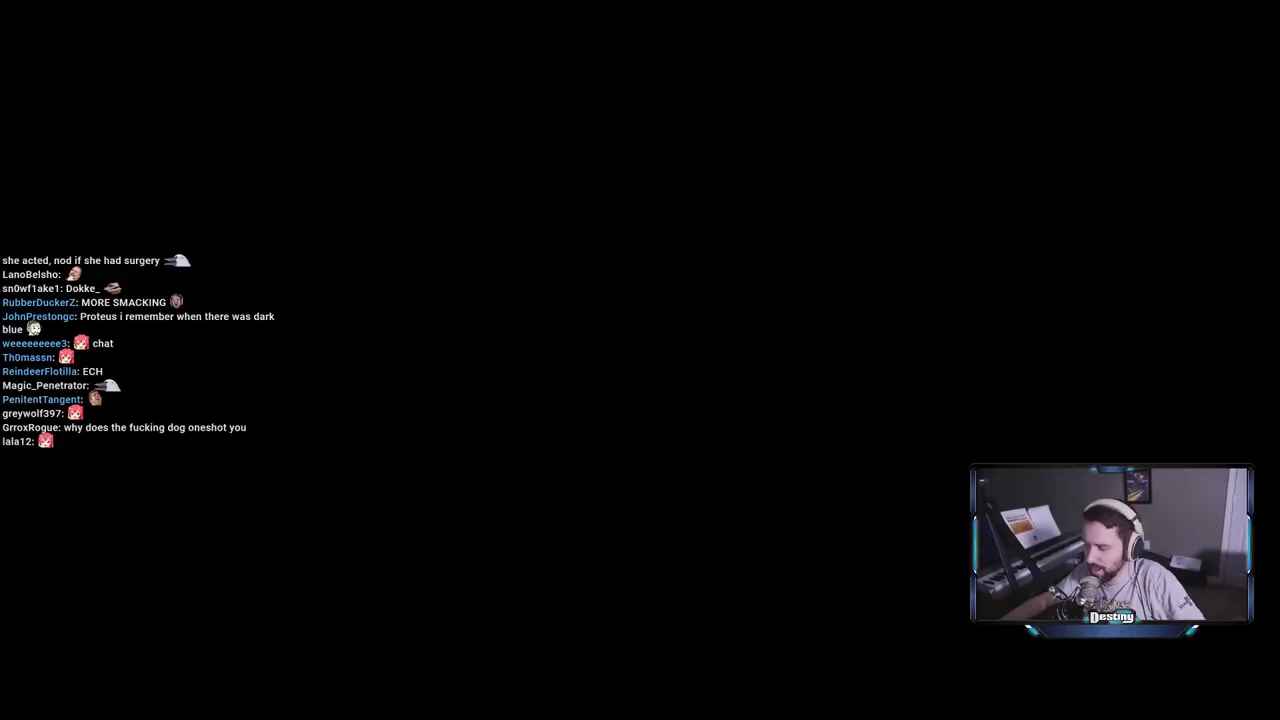 she acted, nod if she had surgery
LanoBelsho:
sn0wf1ake1: Dokke_
RubberDuckerZ: MORE SMACKING
JohnPrestongc: Proteus i remember when there was dark
blue
weeeeeeeee3: chat
Th0massn:
ReindeerFlotilla: ECH
Magic_Penetrator:
PenitentTangent:
greywolf397:
GrroxRogue: why does the fucking dog oneshot you
lala12:
Destiny